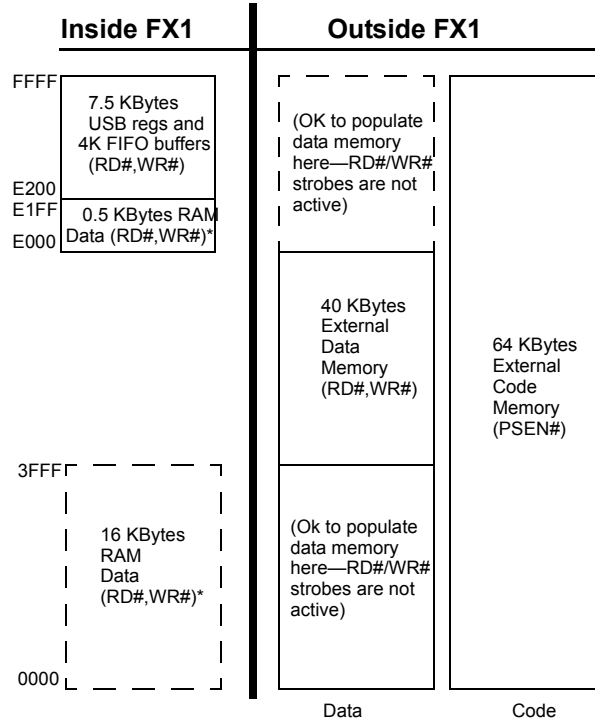 Inside FX1
Outside FX1
FFFF
7.5 KBytes
USB regs and
4K FIFO buffers
(RD#,WR#)
E200
E1FF
0.5 KBytes RAM
Data (RD#,WR#)*
E000
(OK to populate
data memory
here—RD#/WR#
strobes are not
active)
40 KBytes
External
Data
Memory
(RD#,WR#)
64 KBytes
External
Code
Memory
(PSEN#)
3FFF
16 KBytes
RAM
Data
(RD#,WR#)*
(Ok to populate
data memory
here—RD#/WR#
strobes are not
active)
0000
Data
Code